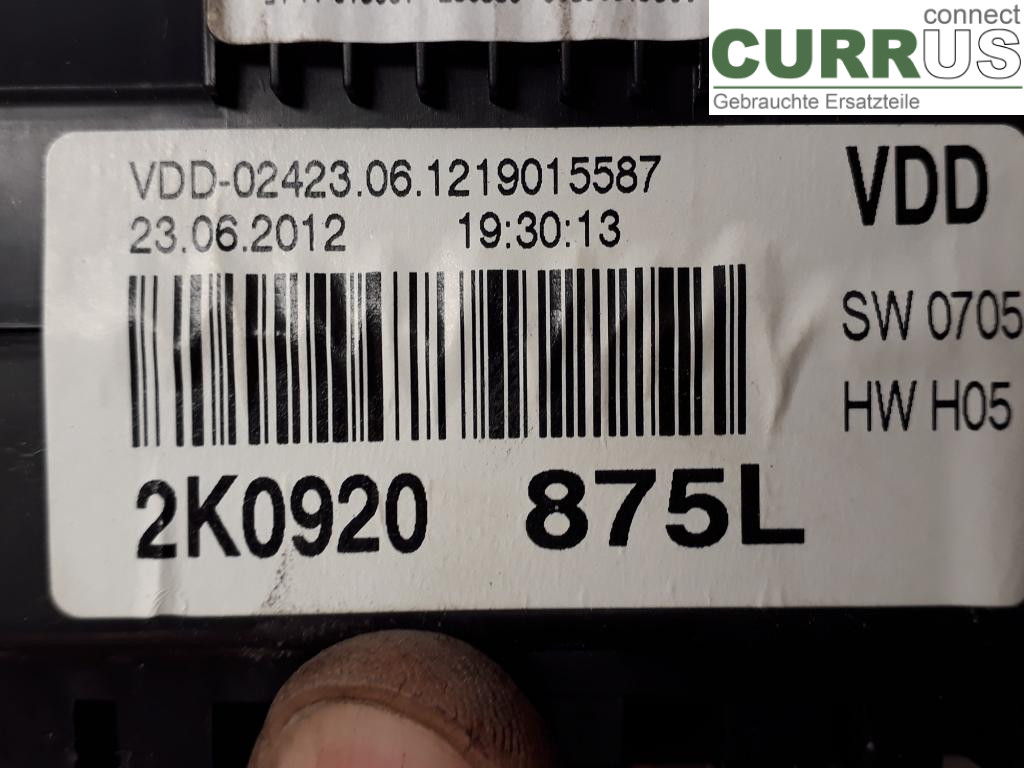 connect
CURRUS
Gebrauchte Ersatzteile
VDD-02423.06.1219015587
23.06.2012 19:30:13
VDD
SW 0705
HW H05
2K0920 875L